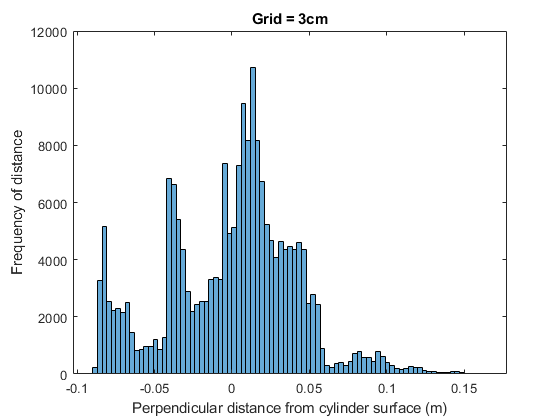 Grid = 3cm
12000
10000
8000
6000
4000
2000
0
Frequency of distance
-0.1 -0.05 0 0.05 0.1 0.15
Perpendicular distance from cylinder surface (m)